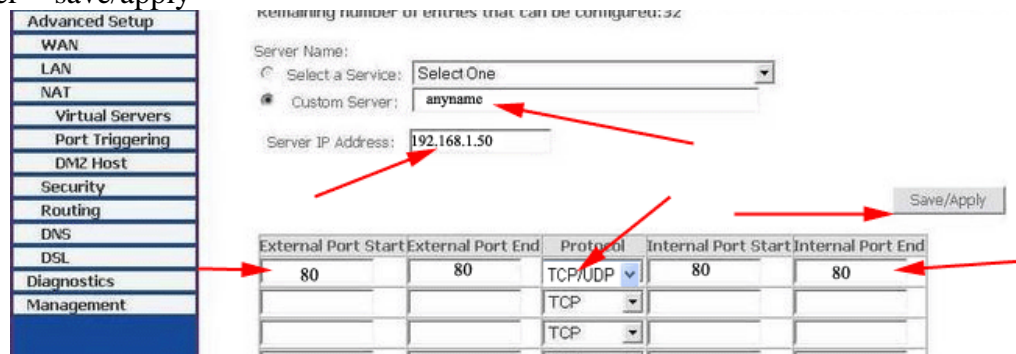 er save/apply
Remaining number of entries that can be configured:32
Advanced Setup
WAN
LAN
NAT
Virtual Servers
Port Triggering
DMZ Host
Security
Routing
DNS
DSL
Diagnostics
Management
Server Name:
Select a Service: Select One
Custom Server: anyname
Server IP Address: 192.168.1.50
Save/Apply
External Port Start External Port End Protocol Internal Port Start Internal Port End
80 80 TCP/UDP 80 80
TCP
TCP